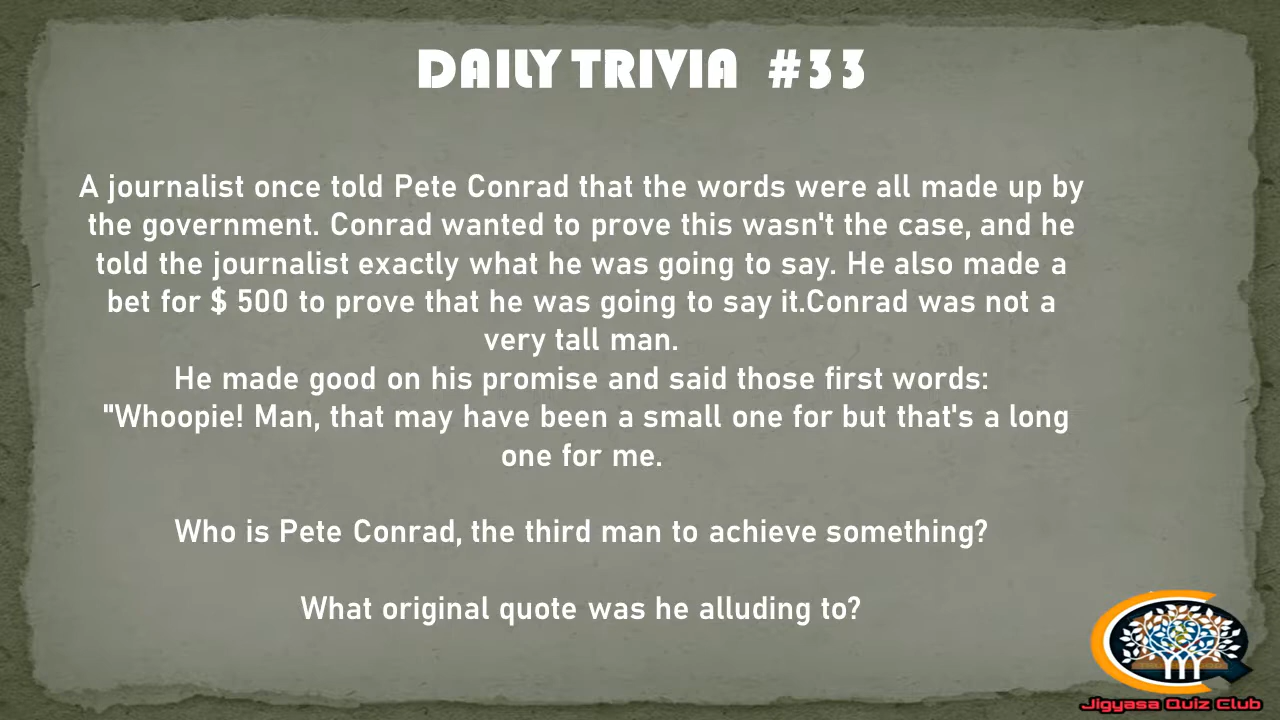 DAILY TRIVIA #33
A journalist once told Pete Conrad that the words were all made up by
the government. Conrad wanted to prove this wasn't the case, and he
told the journalist exactly what he was going to say. He also made a
bet for $ 500 to prove that he was going to say it.Conrad was not a
very tall man.
He made good on his promise and said those first words:
"Whoopie! Man, that may have been a small one for but that's a long
one for me.
Who is Pete Conrad, the third man to achieve something?
What original quote was he alluding to?
Jigyasa Quiz Club